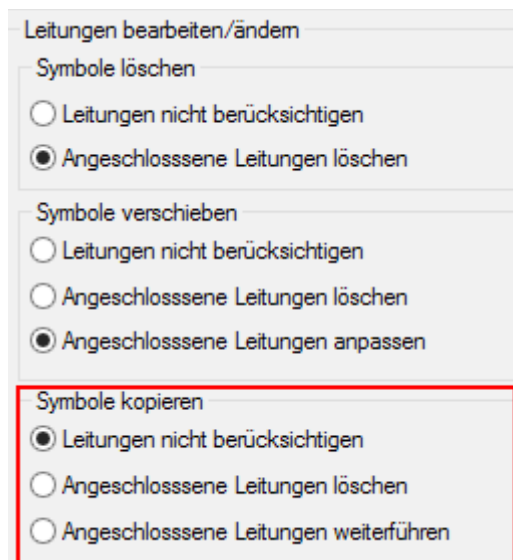 Leitungen bearbeiten/ändern
Symbole löschen
Leitungen nicht berücksichtigen
Angeschlosssene Leitungen löschen
Symbole verschieben
Leitungen nicht berücksichtigen
Angeschlosssene Leitungen löschen
Angeschlosssene Leitungen anpassen
Symbole kopieren
Leitungen nicht berücksichtigen
Angeschlosssene Leitungen löschen
Angeschlosssene Leitungen weiterführen